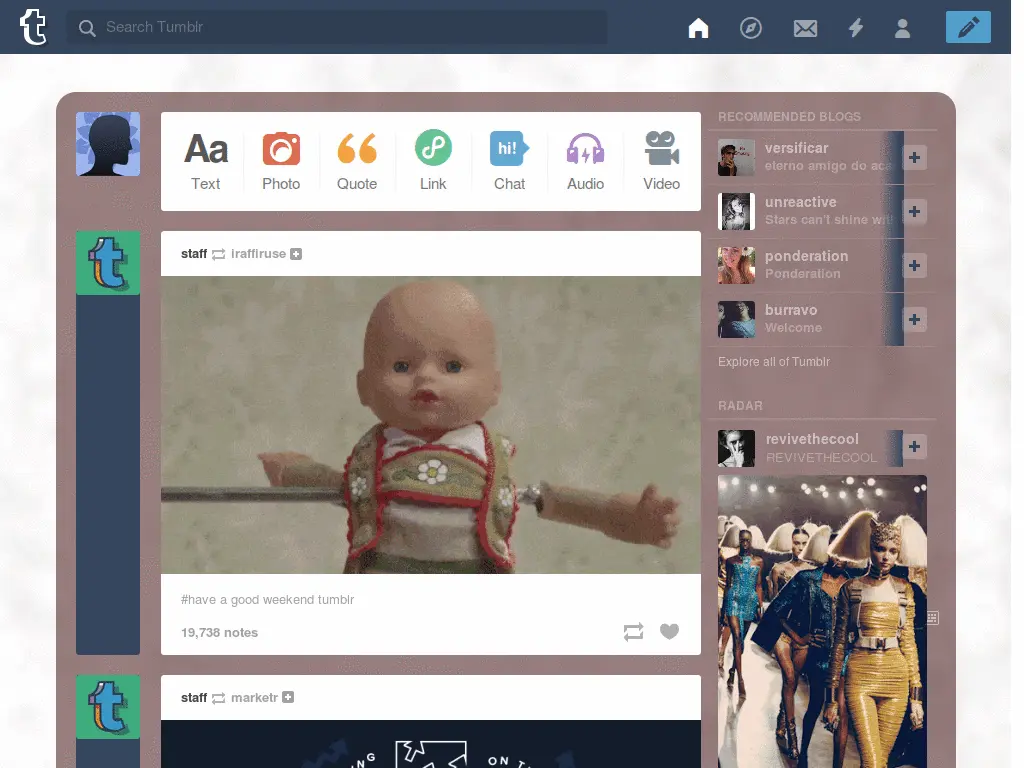 Search Tumblr
Aa
Text
Photo
Quote
Link
hi!
Chat
Audio
Video
staff iraffiruse
#have a good weekend tumblr
19,738 notes
staff marketr
NG
ON T
RECOMMENDED BLOGS
versificar
eterno amigo do aca
unreactive
Stars can't shine wit
ponderation
Ponderation
burravo
Welcome
Explore all of Tumblr
RADAR
revivethecool
REVIVETHECOOL